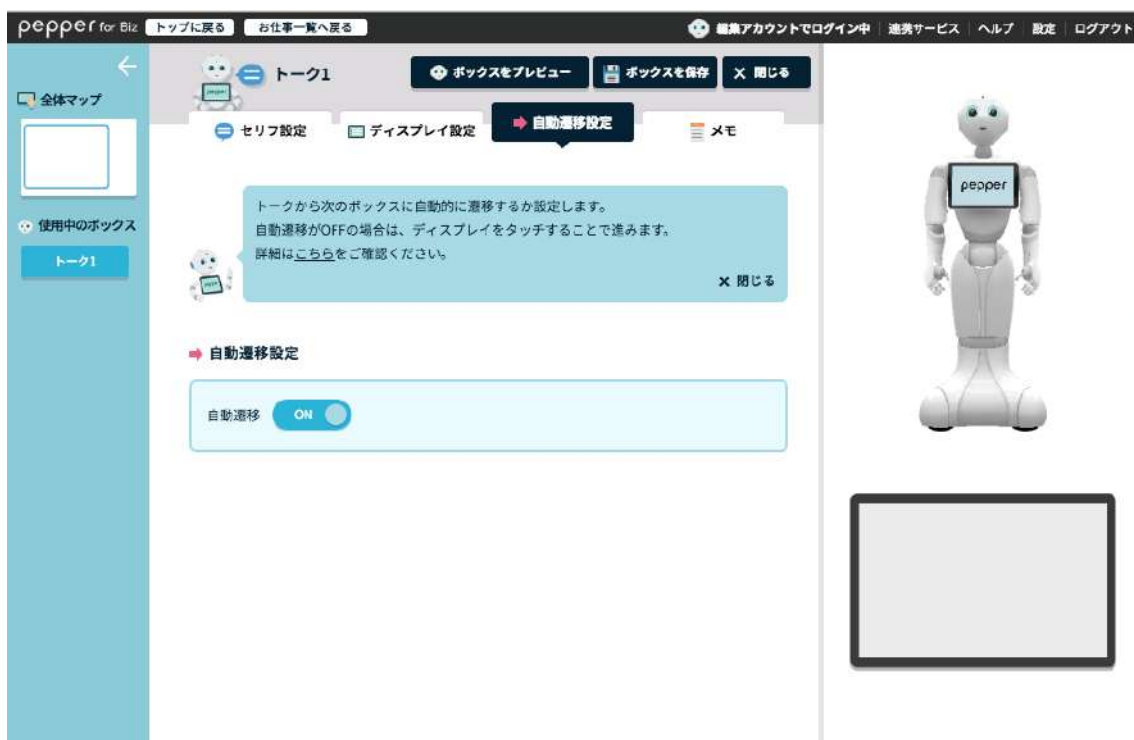 pepper for Biz トップに戻る お仕事一覧へ戻る 編集アカウントでログイン中 連携サービス ヘルプ 設定 ログアウト
全体マップ
使用中のボックス
トーク1
トーク1 ボックスをプレビュー ボックスを保存 × 閉じる
セリフ設定 ディスプレイ設定 自動遷移設定 メモ
トークから次のボックスに自動的に遷移するか設定します。
自動遷移がOFFの場合は、ディスプレイをタッチすることで進みます。
詳細はこちらをご確認ください。
× 閉じる
自動遷移設定
自動遷移 ON
pepper